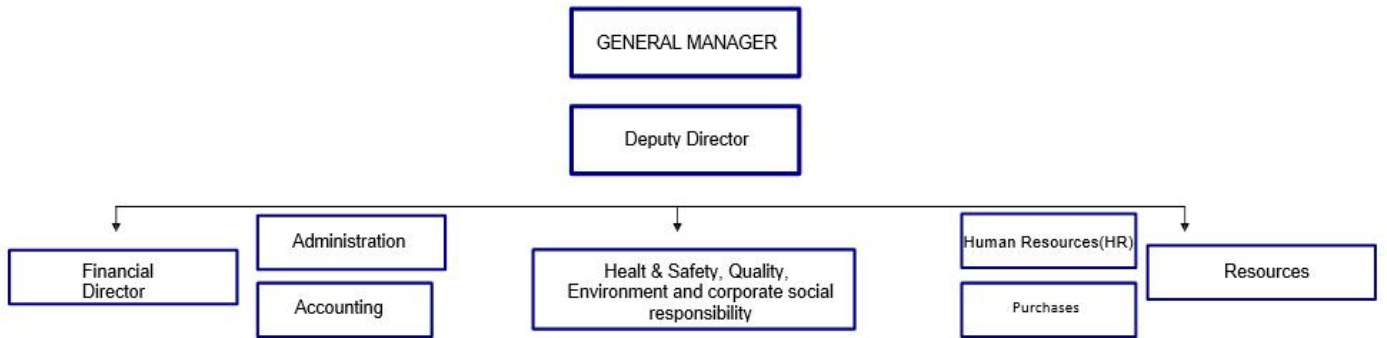 GENERAL MANAGER
Deputy Director
Financial
Director
Administration
Accounting
Healt & Safety, Quality,
Environment and corporate social
responsibility
Human Resources(HR)
Purchases
Resources